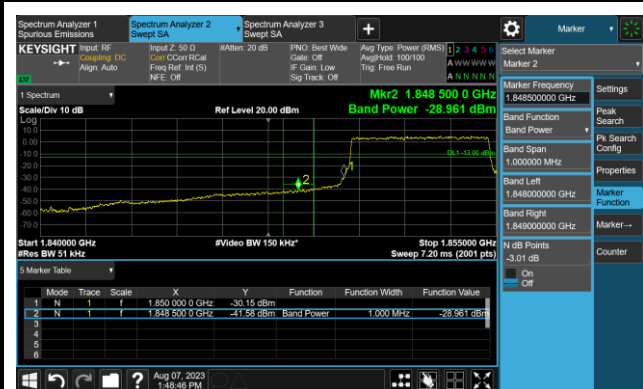 Spectrum Analyzer 1
Spurious Emissions
Spectrum Analyzer 2
Swept SA
Spectrum Analyzer 3
Swept SA
Marker
KEYSIGHT
Input: RF
Coupling: DC
Align: Auto
Input Z: 50 Ω
Corr CCorr RCal
Freq Ref: Int (S)
NFE: Off
#Atten: 20 dB
PNO: Best Wide
Gate: Off
IF Gain: Low
Sig Track: Off
Avg Type: Power (RMS)
Avg|Hold: 100/100
Trig: Free Run
1 2 3 4 5 6
A W W W W W
A N N N N N
Select Marker
Marker 2
LXI
1 Spectrum
Scale/Div 10 dB
Ref Level 20.00 dBm
Mkr2 1.848 500 0 GHz
Band Power -28.961 dBm
Log
10.0
0.00
-10.0
-20.0
-30.0
-40.0
-50.0
-60.0
-70.0
DL1 -13.00 dBm
2
Start 1.840000 GHz
#Res BW 51 kHz
#Video BW 150 kHz*
Stop 1.855000 GHz
Sweep 7.20 ms (2001 pts)
5 Marker Table
Mode Trace Scale X Y Function Function Width Function Value
1 N 1 f 1.850 000 0 GHz -30.15 dBm
2 N 1 f 1.848 500 0 GHz -41.58 dBm Band Power 1.000 MHz -28.961 dBm
3
4
5
6
Marker Frequency
1.848500000 GHz
Band Function
Band Power
Band Span
1.000000 MHz
Band Left
1.848000000 GHz
Band Right
1.849000000 GHz
N dB Points
-3.01 dB
On
Off
Settings
Peak
Search
Pk Search
Config
Properties
Marker
Function
Marker→
Counter
Aug 07, 2023
1:48:46 PM